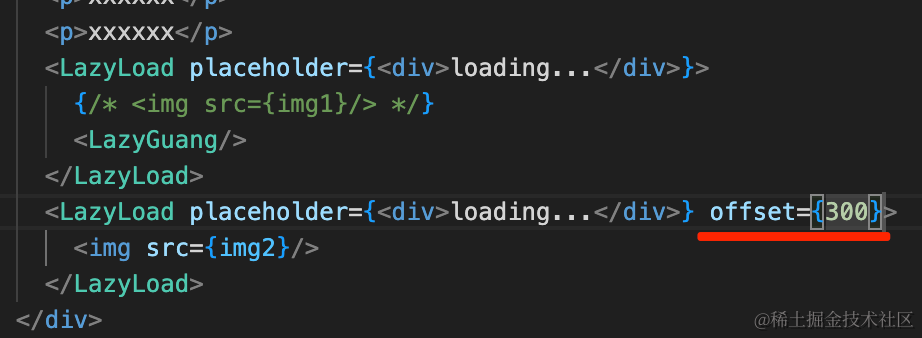 <p>xxxxxx</p>
<p>xxxxxx</p>
<LazyLoad placeholder={<div>loading...</div>}>
{/* <img src={img1}/> */}
<LazyGuang/>
</LazyLoad>
<LazyLoad placeholder={<div>loading...</div>} offset={300}>
<img src={img2}/>
</LazyLoad>
</div>
@稀土掘金技术社区